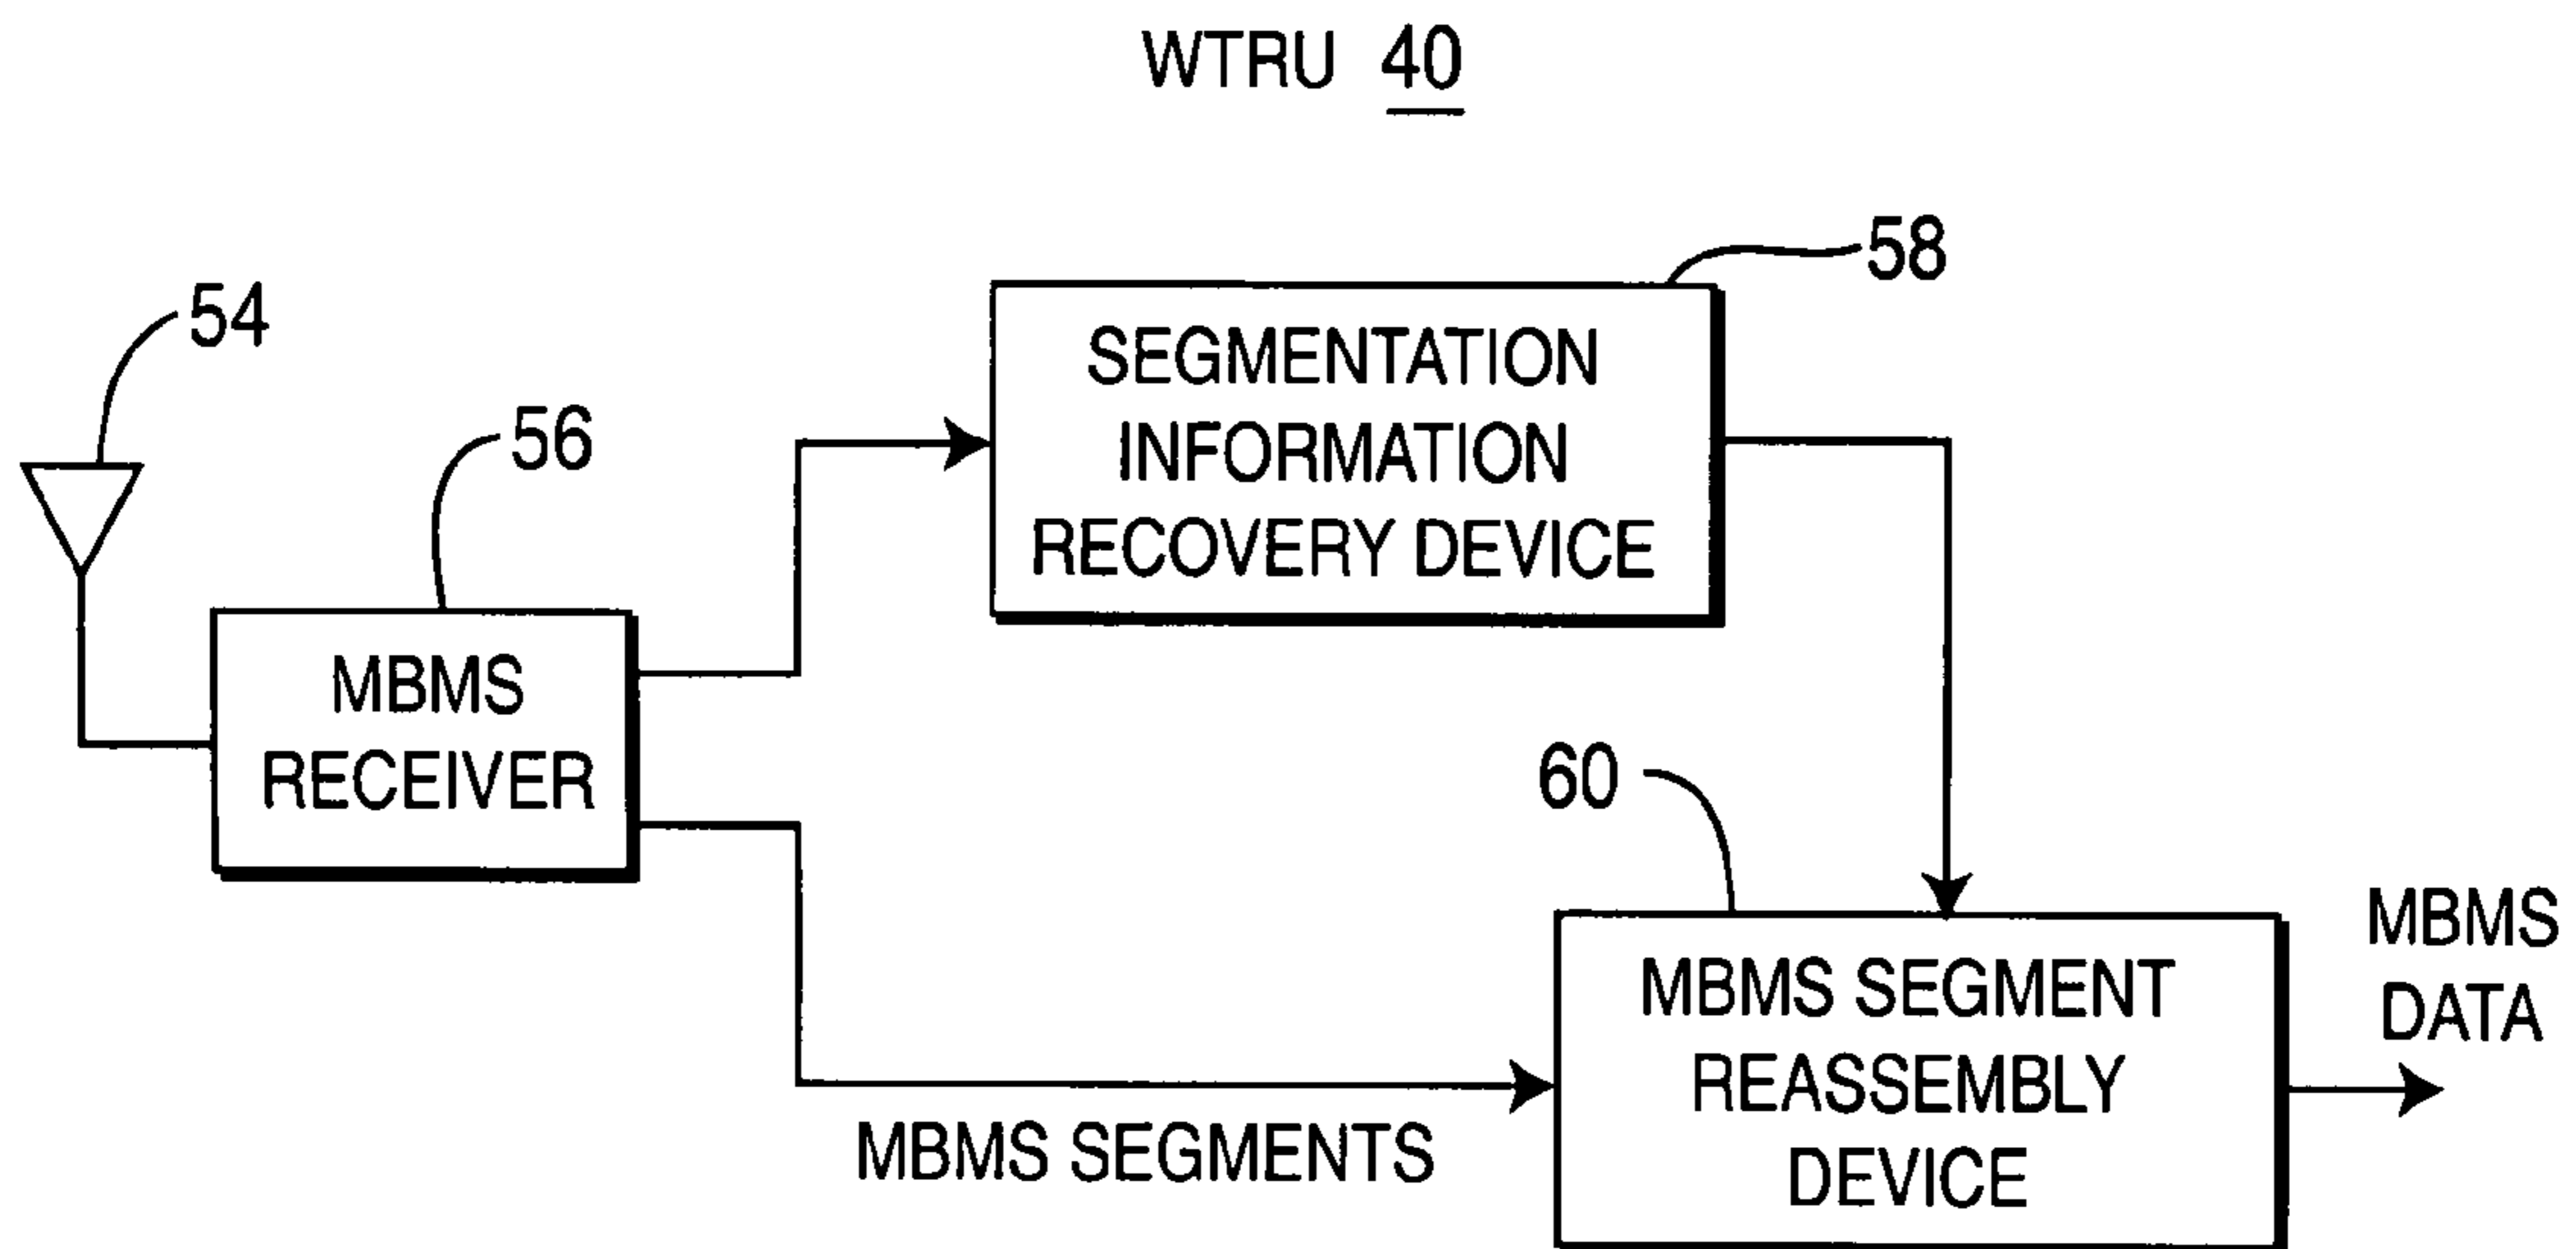 WTRU 40
54
56
58
SEGMENTATION
INFORMATION
RECOVERY DEVICE
MBMS
RECEIVER
60
MBMS SEGMENT
REASSEMBLY
DEVICE
MBMS
DATA
MBMS SEGMENTS